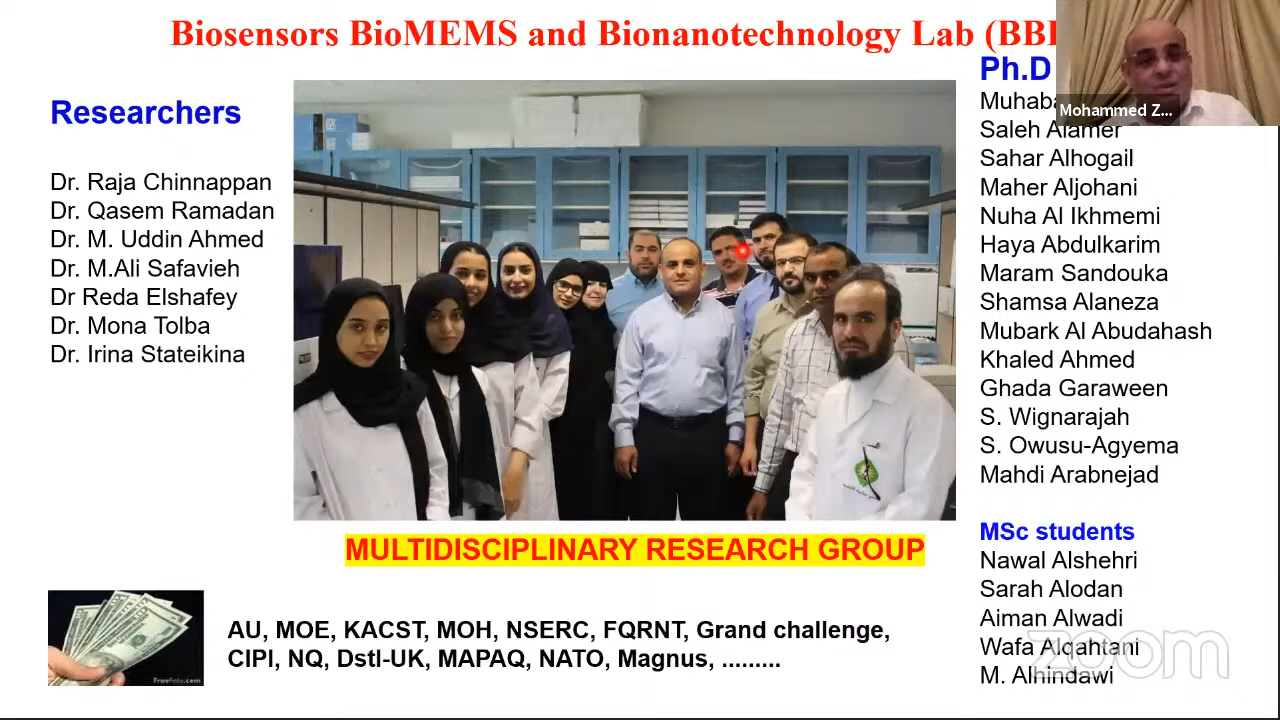 Biosensors BioMEMS and Bionanotechnology Lab (BB
Researchers
Dr. Raja Chinnappan
Dr. Qasem Ramadan
Dr. M. Uddin Ahmed
Dr. M.Ali Safavieh
Dr Reda Elshafey
Dr. Mona Tolba
Dr. Irina Stateikina
MULTIDISCIPLINARY RESEARCH GROUP
AU, MOE, KACST, MOH, NSERC, FQRNT, Grand challenge,
CIPI, NQ, Dstl-UK, MAPAQ, NATO, Magnus, .........
FreeFoto.com
Ph.D
Mohammed Z...
Saleh Alamer
Sahar Alhogail
Maher Aljohani
Nuha Al Ikhmemi
Haya Abdulkarim
Maram Sandouka
Shamsa Alaneza
Mubark Al Abudahash
Khaled Ahmed
Ghada Garaween
S. Wignarajah
S. Owusu-Agyema
Mahdi Arabnejad
MSc students
Nawal Alshehri
Sarah Alodan
Aiman Alwadi
Wafa Alqahtani
M. Alhindawi
zoom